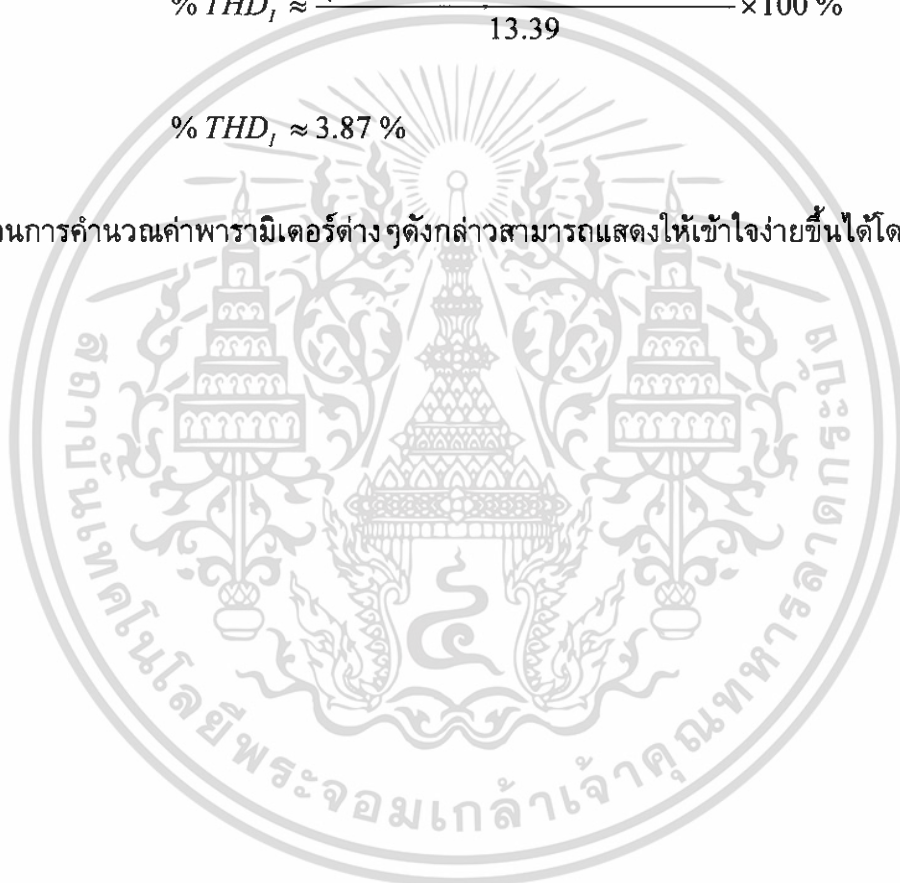 % THD_I ≈ ――― ×100 %
13.39
% THD_I ≈ 3.87 %
นการคำนวณค่าพารามิเตอร์ต่าง ๆดังกล่าวสามารถแสดงให้เข้าใจง่ายขึ้นได้โด
สถาบันเทคโนโลยีพระจอมเกล้าเจ้าคุณทหารลาดกระบัง